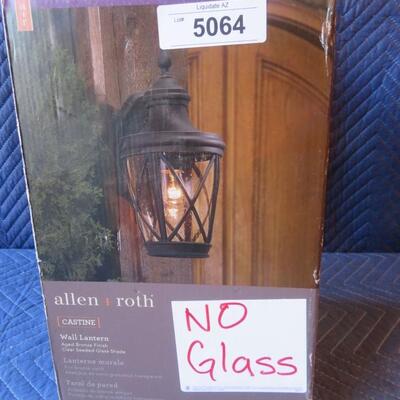 Liquidate AZ
Lot#
5064
allen + roth
[CASTINE]
Wall Lantern
Aged Bronze Finish
Clear Seeded Glass Shade
Lanterne murale
Farol de pared
NO
Glass